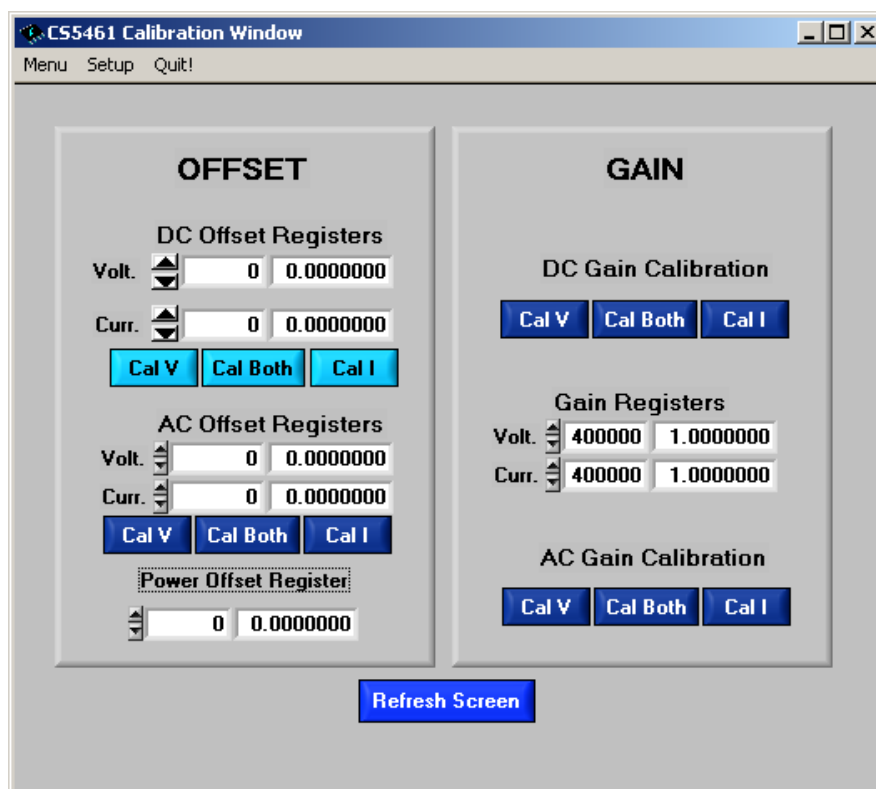 CS5461 Calibration Window
Menu Setup Quit!
OFFSET
DC Offset Registers
Volt. 0 0.0000000
Curr. 0 0.0000000
Cal V Cal Both Cal I
AC Offset Registers
Volt. 0 0.0000000
Curr. 0 0.0000000
Cal V Cal Both Cal I
Power Offset Register
0 0.0000000
GAIN
DC Gain Calibration
Cal V Cal Both Cal I
Gain Registers
Volt. 400000 1.0000000
Curr. 400000 1.0000000
AC Gain Calibration
Cal V Cal Both Cal I
Refresh Screen